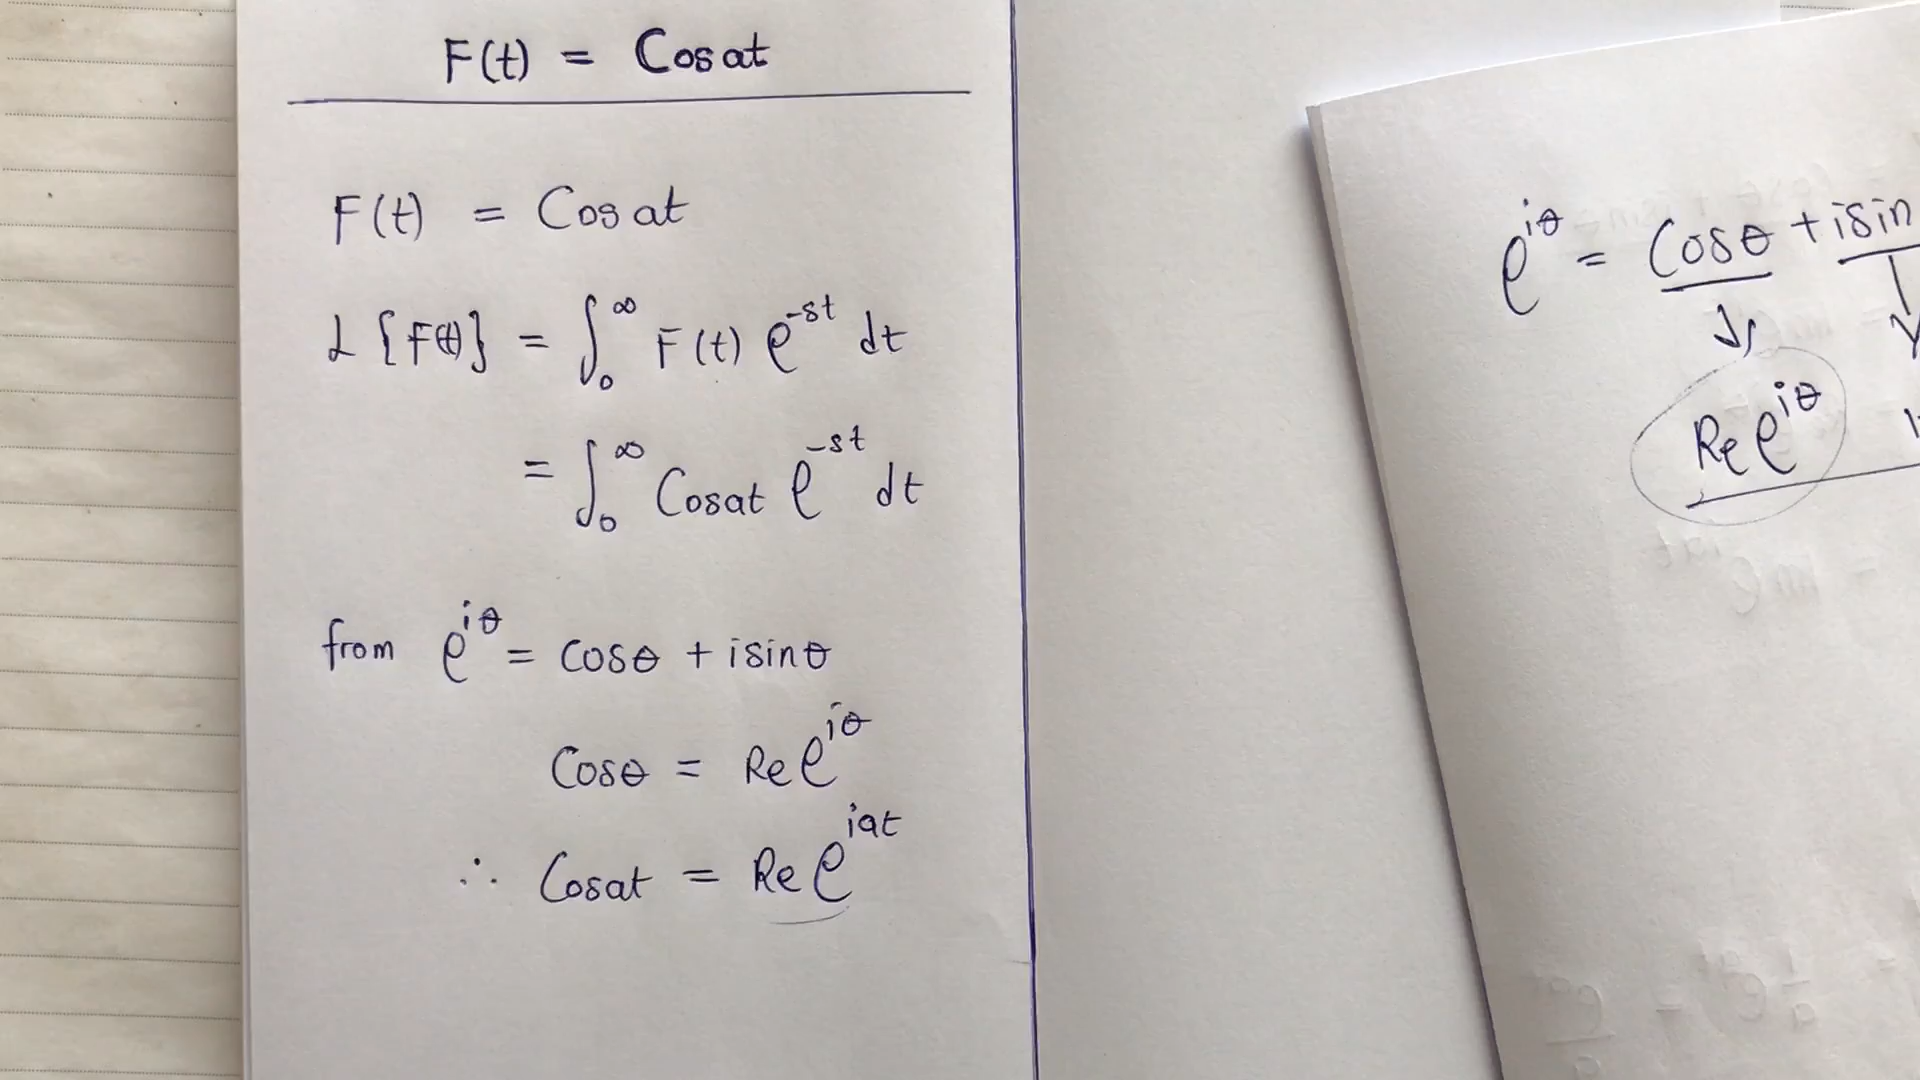 F(t) = Cosat
F(t) = Cosat
L{F(t)} = ∫₀^∞ F(t) e^-st dt
= ∫₀^∞ Cosat e^-st dt
from e^iθ = cosθ + isinθ
Cosθ = Re e^iθ
∴ Cosat = Re e^iat
e^iθ = Cosθ + isin
Re e^iθ